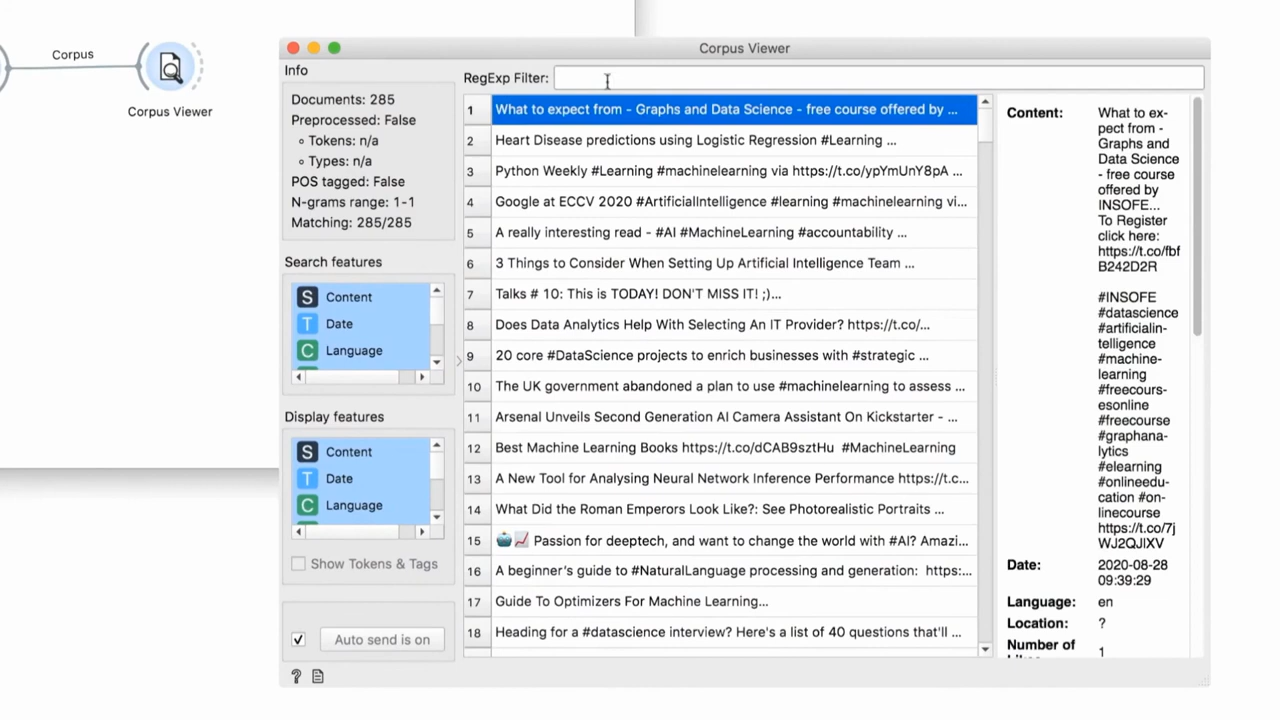 Corpus
Corpus Viewer
Corpus Viewer
Info
Documents: 285
Preprocessed: False
Tokens: n/a
Types: n/a
POS tagged: False
N-grams range: 1-1
Matching: 285/285
Search features
S Content
T Date
C Language
Display features
S Content
T Date
C Language
Show Tokens & Tags
Auto send is on
?
RegExp Filter:
1 What to expect from - Graphs and Data Science - free course offered by ...
2 Heart Disease predictions using Logistic Regression #Learning ...
3 Python Weekly #Learning #machinelearning via https://t.co/ypYmUnY8pA ...
4 Google at ECCV 2020 #ArtificialIntelligence #learning #machinelearning vi...
5 A really interesting read - #AI #MachineLearning #accountability ...
6 3 Things to Consider When Setting Up Artificial Intelligence Team ...
7 Talks # 10: This is TODAY! DON'T MISS IT! ;)...
8 Does Data Analytics Help With Selecting An IT Provider? https://t.co/...
9 20 core #DataScience projects to enrich businesses with #strategic ...
10 The UK government abandoned a plan to use #machinelearning to assess ...
11 Arsenal Unveils Second Generation AI Camera Assistant On Kickstarter - ...
12 Best Machine Learning Books https://t.co/dCAB9sztHu #MachineLearning
13 A New Tool for Analysing Neural Network Inference Performance https://t.c...
14 What Did the Roman Emperors Look Like?: See Photorealistic Portraits ...
15 🤖📈 Passion for deeptech, and want to change the world with #AI? Amazi...
16 A beginner’s guide to #NaturalLanguage processing and generation: https:...
17 Guide To Optimizers For Machine Learning...
18 Heading for a #datascience interview? Here's a list of 40 questions that'll ...
Content: What to ex-
pect from -
Graphs and
Data Science
- free course
offered by
INSOFE...
To Register
click here:
https://t.co/fbf
B242D2R
#INSOFE
#datascience
#artificialin-
telligence
#machine-
learning
#freecours-
esonline
#freecourse
#graphana-
lytics
#elearning
#onlineedu-
cation #on-
linecourse
https://t.co/7j
WJ2QJIXV
Date: 2020-08-28
09:39:29
Language: en
Location: ?
Number of 1